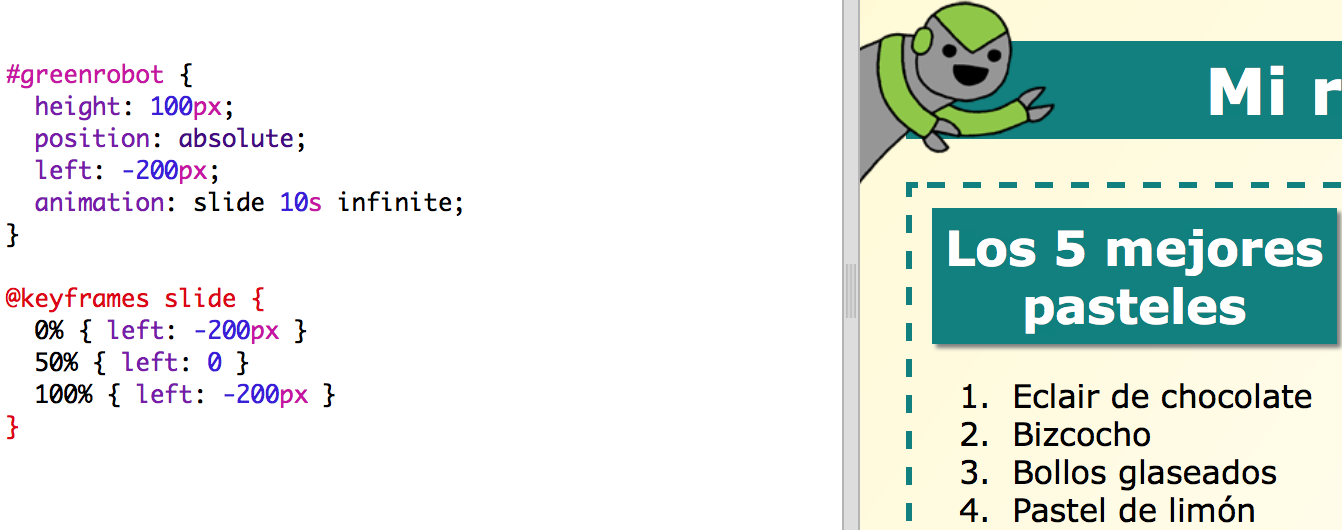 #greenrobot {
height: 100px;
position: absolute;
left: -200px;
animation: slide 10s infinite;
}
@keyframes slide {
0% { left: -200px }
50% { left: 0 }
100% { left: -200px }
}
Mi r
Los 5 mejores
pasteles
1. Eclair de chocolate
2. Bizcocho
3. Bollos glaseados
4. Pastel de limón